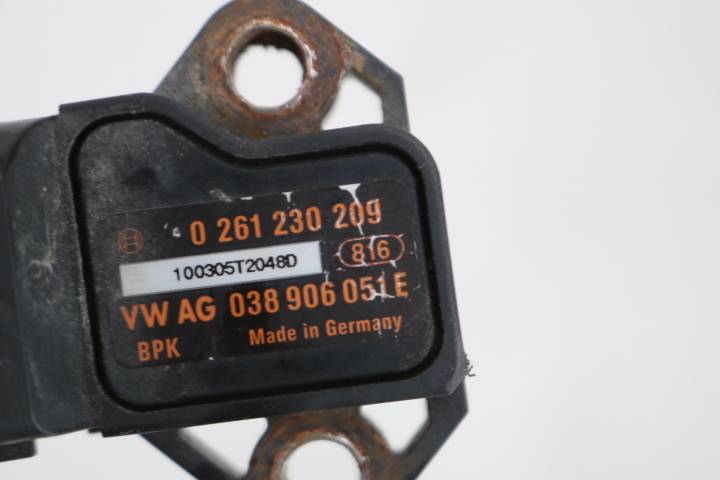 0 261 230 209
100305T2048D 816
VW AG 038 906 051 E
BPK Made in Germany